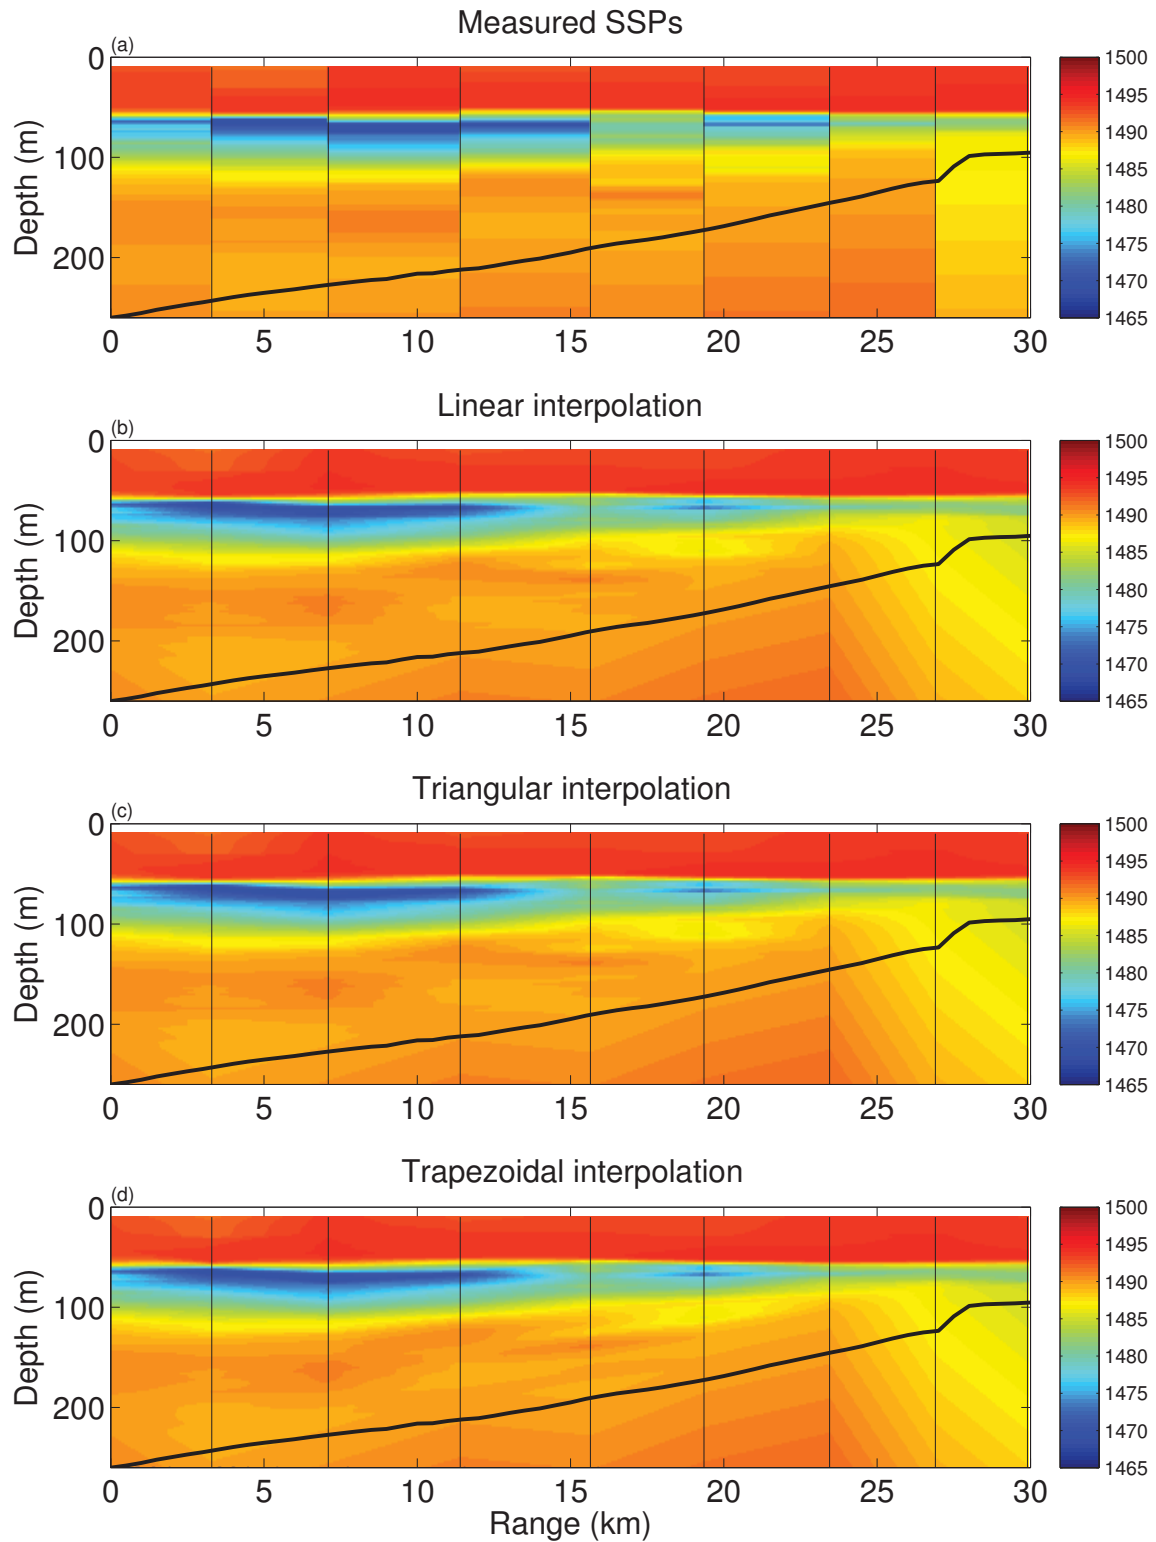 Measured SSPs
(a)
0
100
200
Depth (m)
0 5 10 15 20 25 30
1500
1495
1490
1485
1480
1475
1470
1465
Linear interpolation
(b)
0
100
200
Depth (m)
0 5 10 15 20 25 30
1500
1495
1490
1485
1480
1475
1470
1465
Triangular interpolation
(c)
0
100
200
Depth (m)
0 5 10 15 20 25 30
1500
1495
1490
1485
1480
1475
1470
1465
Trapezoidal interpolation
(d)
0
100
200
Depth (m)
0 5 10 15 20 25 30
Range (km)
1500
1495
1490
1485
1480
1475
1470
1465